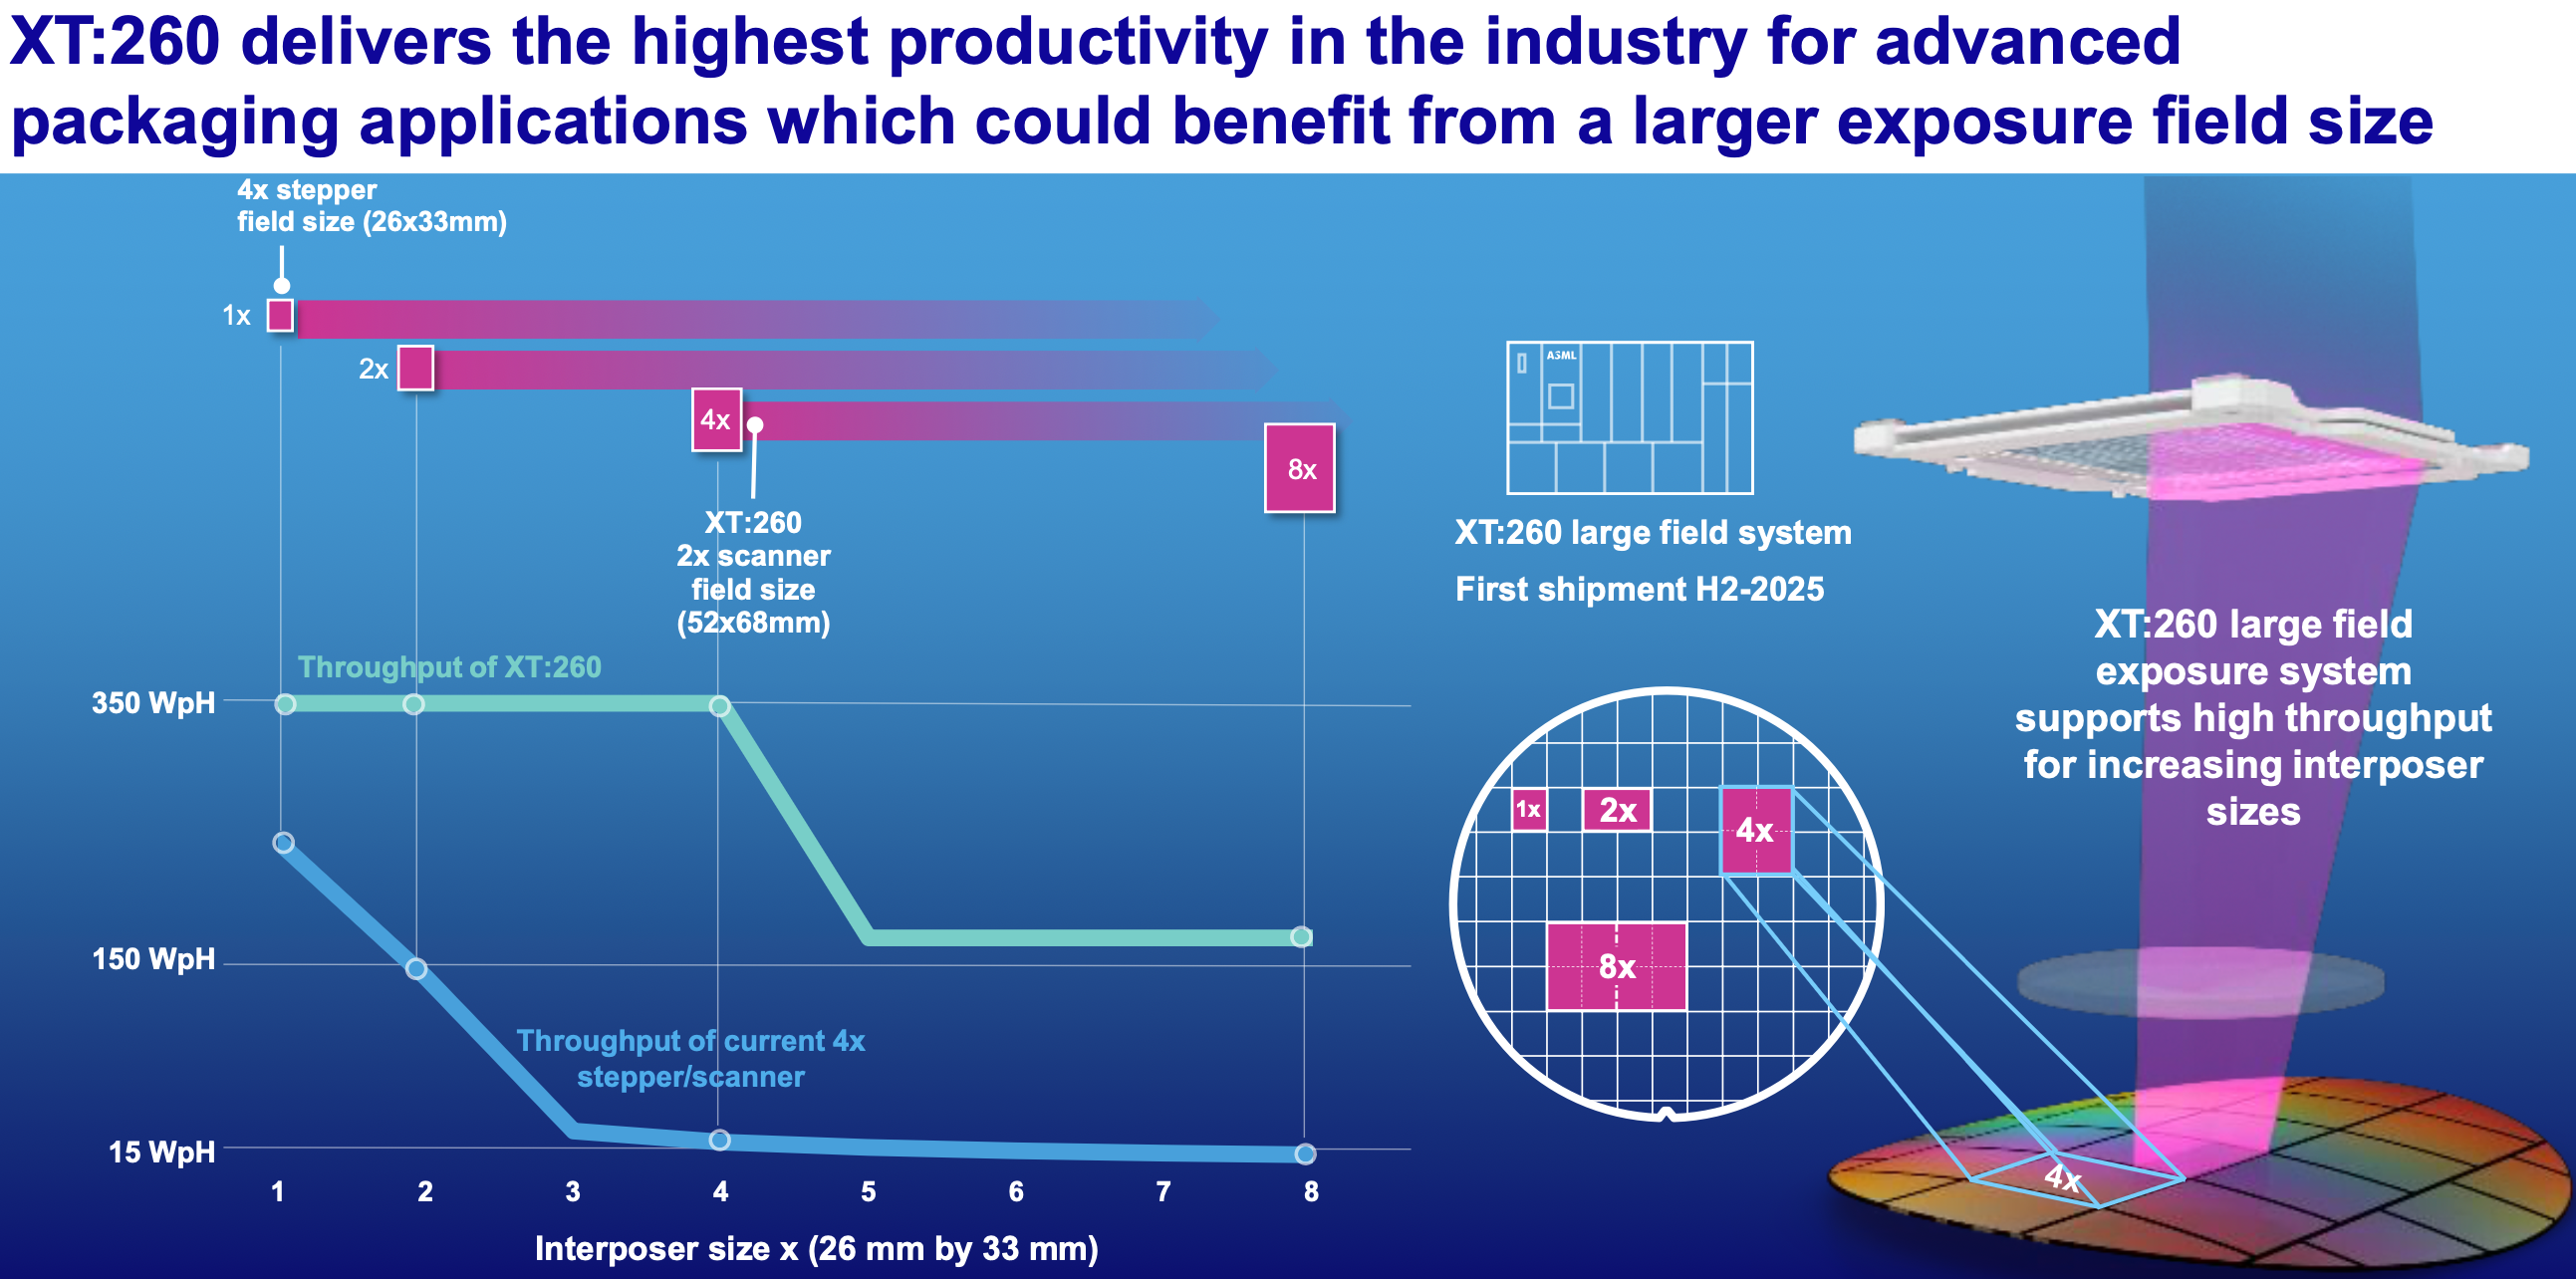 XT:260 delivers the highest productivity in the industry for advanced
packaging applications which could benefit from a larger exposure field size
4x stepper
field size (26x33mm)
1x
2x
4x
8x
XT:260
2x scanner
field size
(52x68mm)
ASML
XT:260 large field system
First shipment H2-2025
Throughput of XT:260
350 WpH
150 WpH
Throughput of current 4x
stepper/scanner
15 WpH
1 2 3 4 5 6 7 8
Interposer size x (26 mm by 33 mm)
1x
2x
4x
8x
XT:260 large field
exposure system
supports high throughput
for increasing interposer
sizes
4x